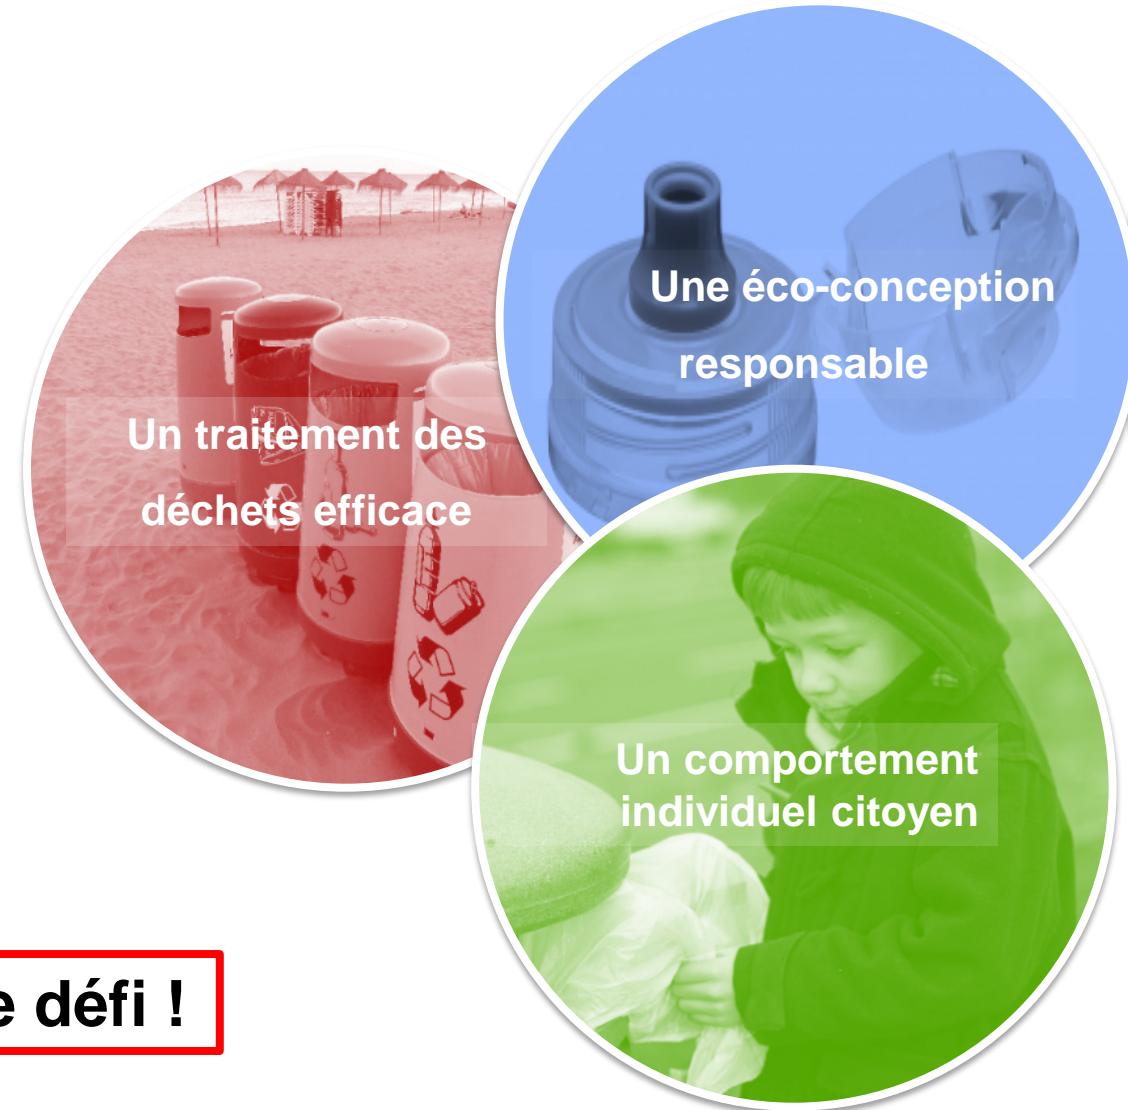 Une éco-conception
responsable
Un traitement des
déchets efficace
Un comportement
individuel citoyen
défi !